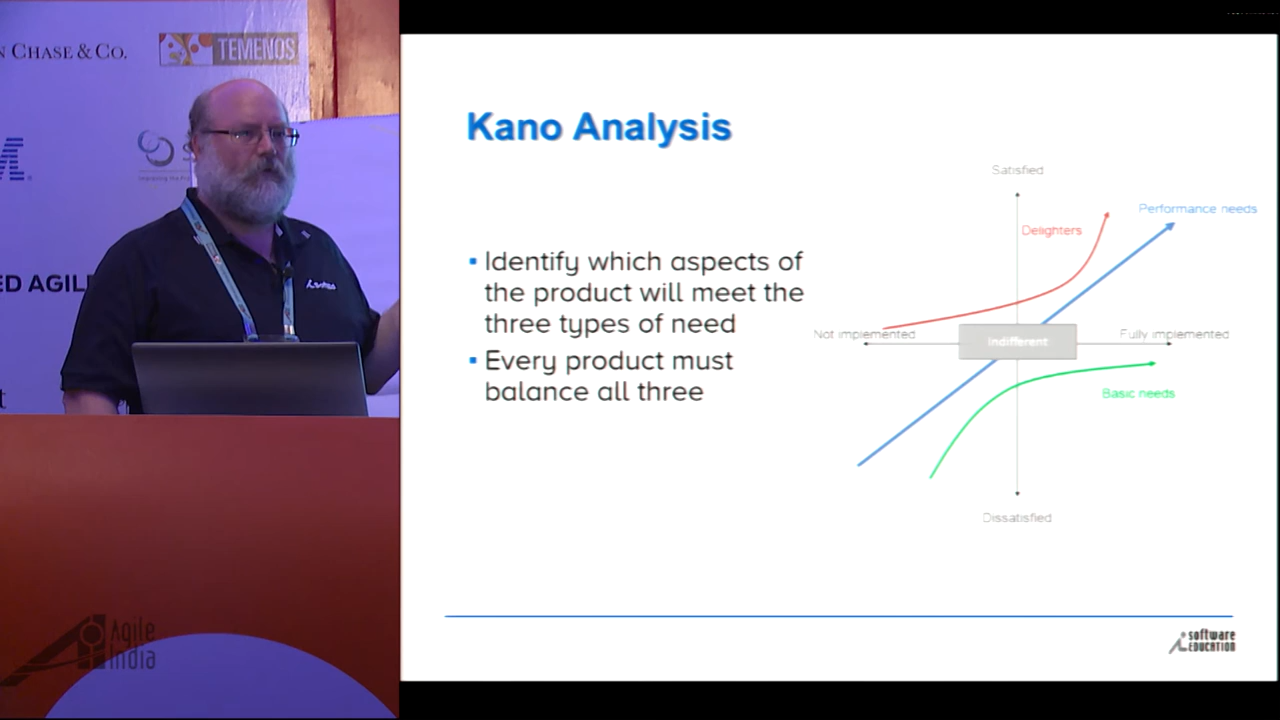 N CHASE & CO.
TEMENOS
ED AGIL
Agile
India
Kano Analysis
▪ Identify which aspects of
the product will meet the
three types of need
▪ Every product must
balance all three
Satisfied
Performance needs
Delighters
Not implemented
Indifferent
Fully implemented
Basic needs
Dissatisfied
software
EDUCATION